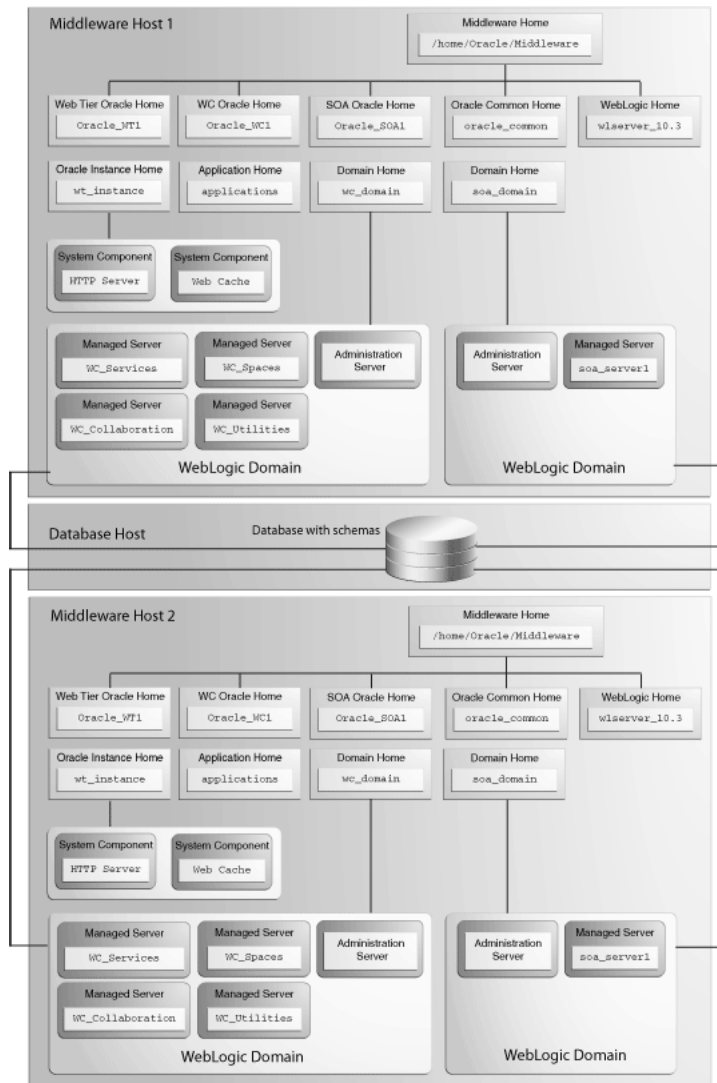 Middleware Host 1
Middleware Home
/home/Oracle/Middleware
Web Tier Oracle Home
Oracle_WT1
WC Oracle Home
Oracle_WC1
SOA Oracle Home
Oracle_SOA1
Oracle Common Home
oracle_common
WebLogic Home
wlserver_10.3
Oracle Instance Home
wt_instance
Application Home
applications
Domain Home
wc_domain
Domain Home
soa_domain
System Component
HTTP Server
System Component
Web Cache
Managed Server
WC_Services
Managed Server
WC_Spaces
Administration
Server
Managed Server
WC_Collaboration
Managed Server
WC_Utilities
WebLogic Domain
Administration
Server
Managed Server
soa_server1
WebLogic Domain
Database Host
Database with schemas
Middleware Host 2
Middleware Home
/home/Oracle/Middleware
Web Tier Oracle Home
Oracle_WT1
WC Oracle Home
Oracle_WC1
SOA Oracle Home
Oracle_SOA1
Oracle Common Home
oracle_common
WebLogic Home
wlserver_10.3
Oracle Instance Home
wt_instance
Application Home
applications
Domain Home
wc_domain
Domain Home
soa_domain
System Component
HTTP Server
System Component
Web Cache
Managed Server
WC_Services
Managed Server
WC_Spaces
Administration
Server
Managed Server
WC_Collaboration
Managed Server
WC_Utilities
WebLogic Domain
Administration
Server
Managed Server
soa_server1
WebLogic Domain